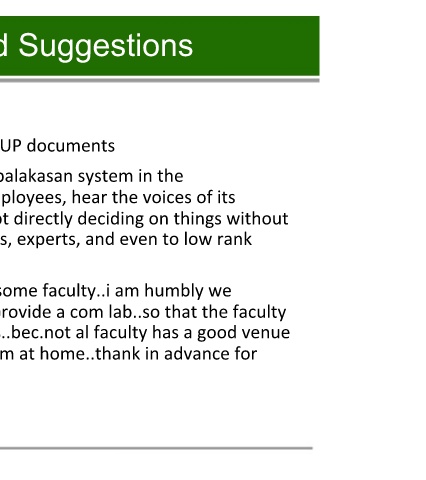 d Suggestions
UP documents
palakasan system in the
ployees, hear the voices of its
ot directly deciding on things without
s, experts, and even to low rank
some faculty..i am humbly we
rovide a com lab..so that the faculty
..bec.not al faculty has a good venue
m at home..thank in advance for